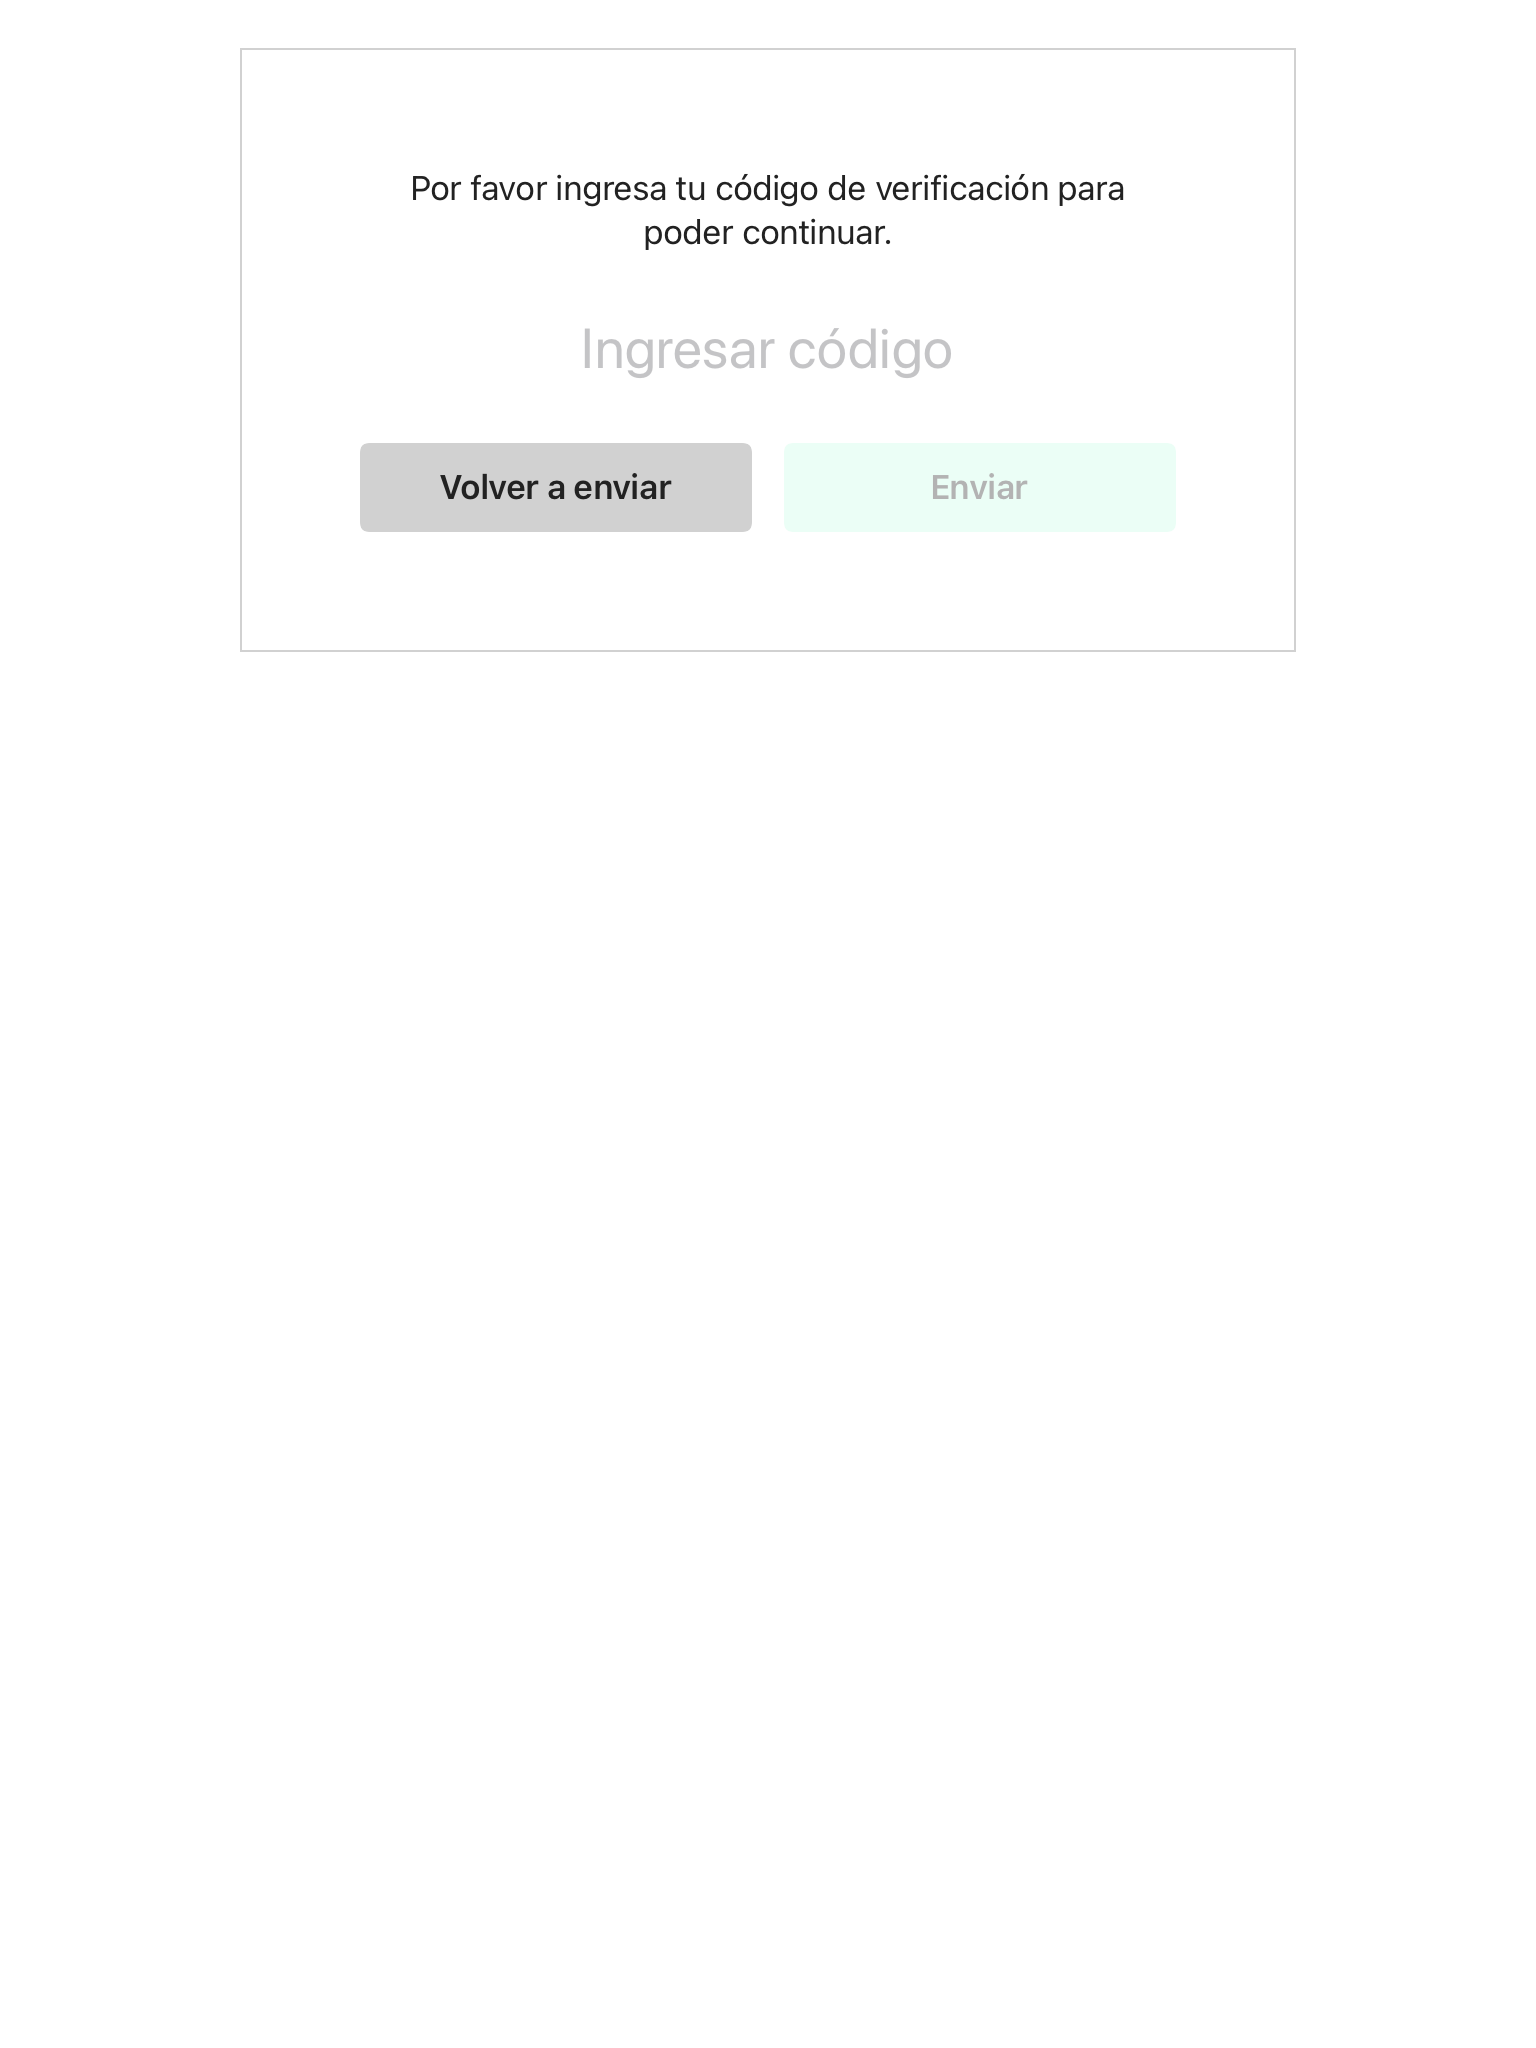 Por favor ingresa tu código de verificación para
poder continuar.
Ingresar código
Volver a enviar
Enviar